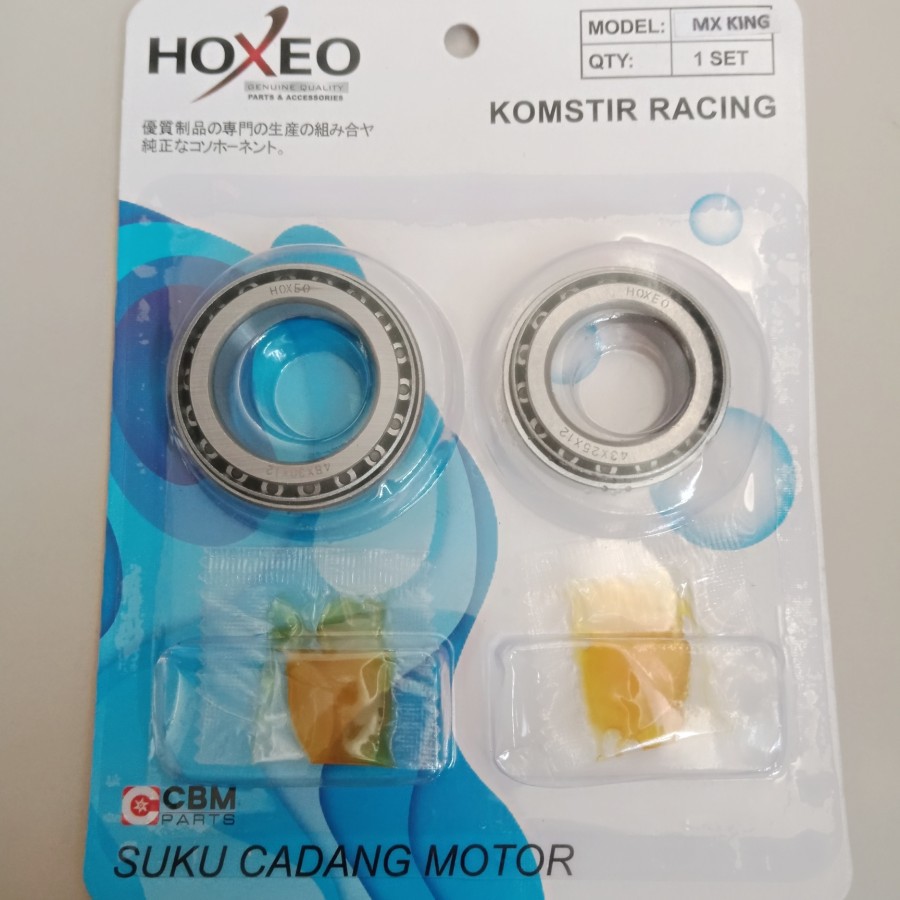 HOXEO
GENUINE QUALITY
PARTS & ACCESSORIES
優質制品の専門の生産の組み合ヤ
純正なコソホーネント。
MODEL: MX KING
QTY: 1 SET
KOMSTIR RACING
HOXEO
48X30X12
HOXEO
43X25X12
CBM
PARTS
SUKU CADANG MOTOR